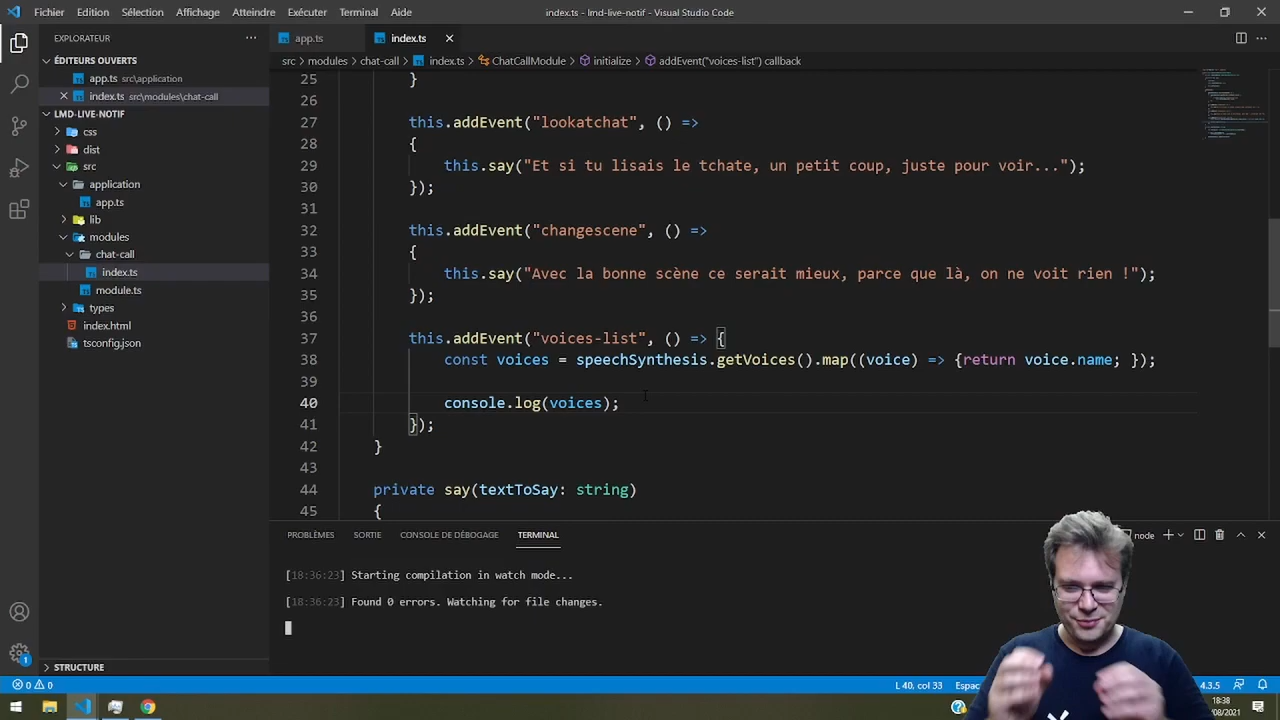 Fichier Edition Sélection Affichage Atteindre Exécuter Terminal Aide
index.ts - lmd-live-notif - Visual Studio Code
EXPLORATEUR
ÉDITEURS OUVERTS
app.ts src\application
index.ts src\modules\chat-call
LMD-LIVE-NOTIF
css
dist
src
application
app.ts
lib
modules
chat-call
index.ts
module.ts
types
index.html
tsconfig.json
STRUCTURE
app.ts index.ts
src modules chat-call index.ts ChatCallModule initialize addEvent("voices-list") callback
25 }
26
27 this.addEvent("lookatchat", () =>
28 {
29 this.say("Et si tu lisais le tchate, un petit coup, juste pour voir...");
30 });
31
32 this.addEvent("changescene", () =>
33 {
34 this.say("Avec la bonne scène ce serait mieux, parce que là, on ne voit rien !");
35 });
36
37 this.addEvent("voices-list", () => {
38 const voices = speechSynthesis.getVoices().map((voice) => {return voice.name; });
39
40 console.log(voices);
41 });
42 }
43
44 private say(textToSay: string)
45 {
PROBLÈMES SORTIE CONSOLE DE DÉBOGAGE TERMINAL
node
[18:36:23] Starting compilation in watch mode...
[18:36:23] Found 0 errors. Watching for file changes.
1
0 0
L 40, col 33 Espac
4.3.5
18:38
/08/2021